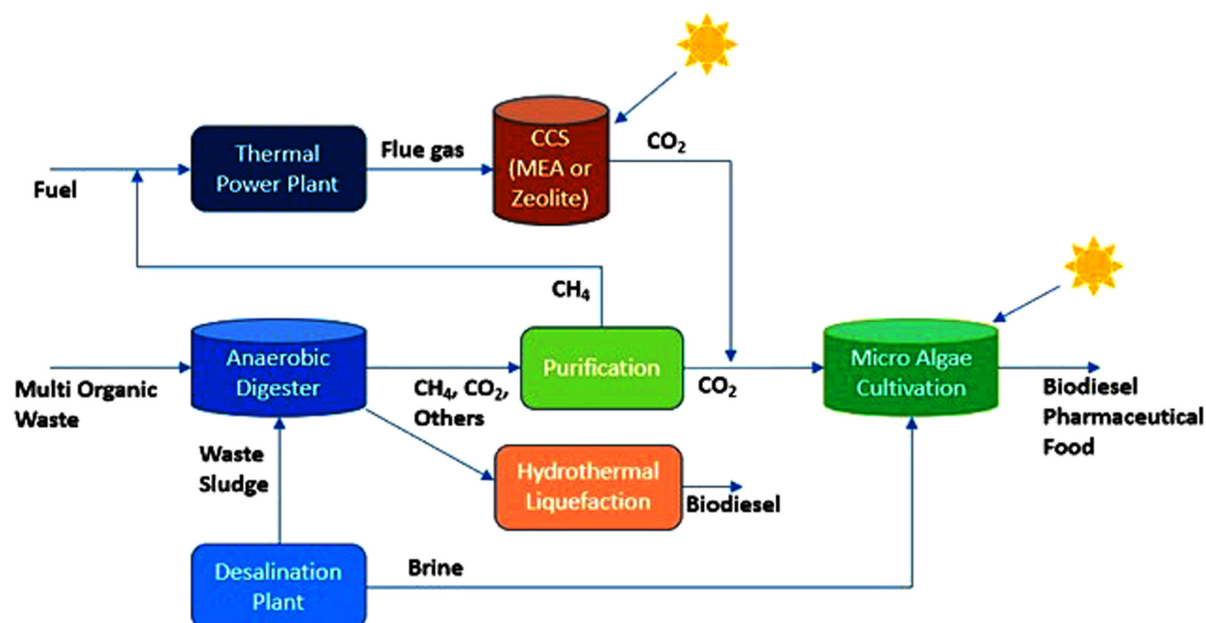 Thermal
Power Plant
Flue gas
CCS
(MEA or
Zeolite)
CO₂
Fuel
CH₄
Multi Organic
Waste
Anaerobic
Digester
CH₄, CO₂,
Others
Purification
CO₂
Micro Algae
Cultivation
Biodiesel
Pharmaceutical
Food
Waste
Sludge
Hydrothermal
Liquefaction
Biodiesel
Desalination
Plant
Brine